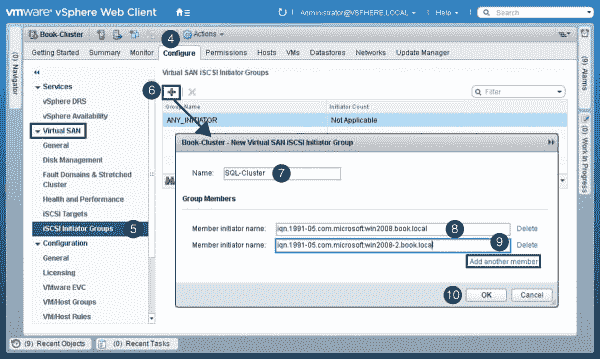 vmware® vSphere Web Client
Administrator@VSPHERE.LOCAL
Help
Search
Book-Cluster
4
Actions
Getting Started Summary Monitor Configure Permissions Hosts VMs Datastores Networks Update Manager
(0) Navigator
Services
vSphere DRS
vSphere Availability
Virtual SAN
General
Disk Management
Fault Domains & Stretched
Cluster
Health and Performance
iSCSI Targets
iSCSI Initiator Groups 5
Configuration
General
Licensing
VMware EVC
VM/Host Groups
VM/Host Rules
Virtual SAN iSCSI Initiator Groups
6
Filter
Group Name Initiator Count
ANY_INITIATOR Not Applicable
Book-Cluster - New Virtual SAN iSCSI Initiator Group
Name: SQL-Cluster 7
Group Members
Member initiator name: iqn.1991-05.com.microsoft:win2008.book.local 8 Delete
Member initiator name: iqn.1991-05.com.microsoft:win2008-2.book.local 9 Delete
Add another member
10 OK Cancel
(9) Alarms
(0) Work In Progress
(9) Recent Objects (0) Recent Tasks